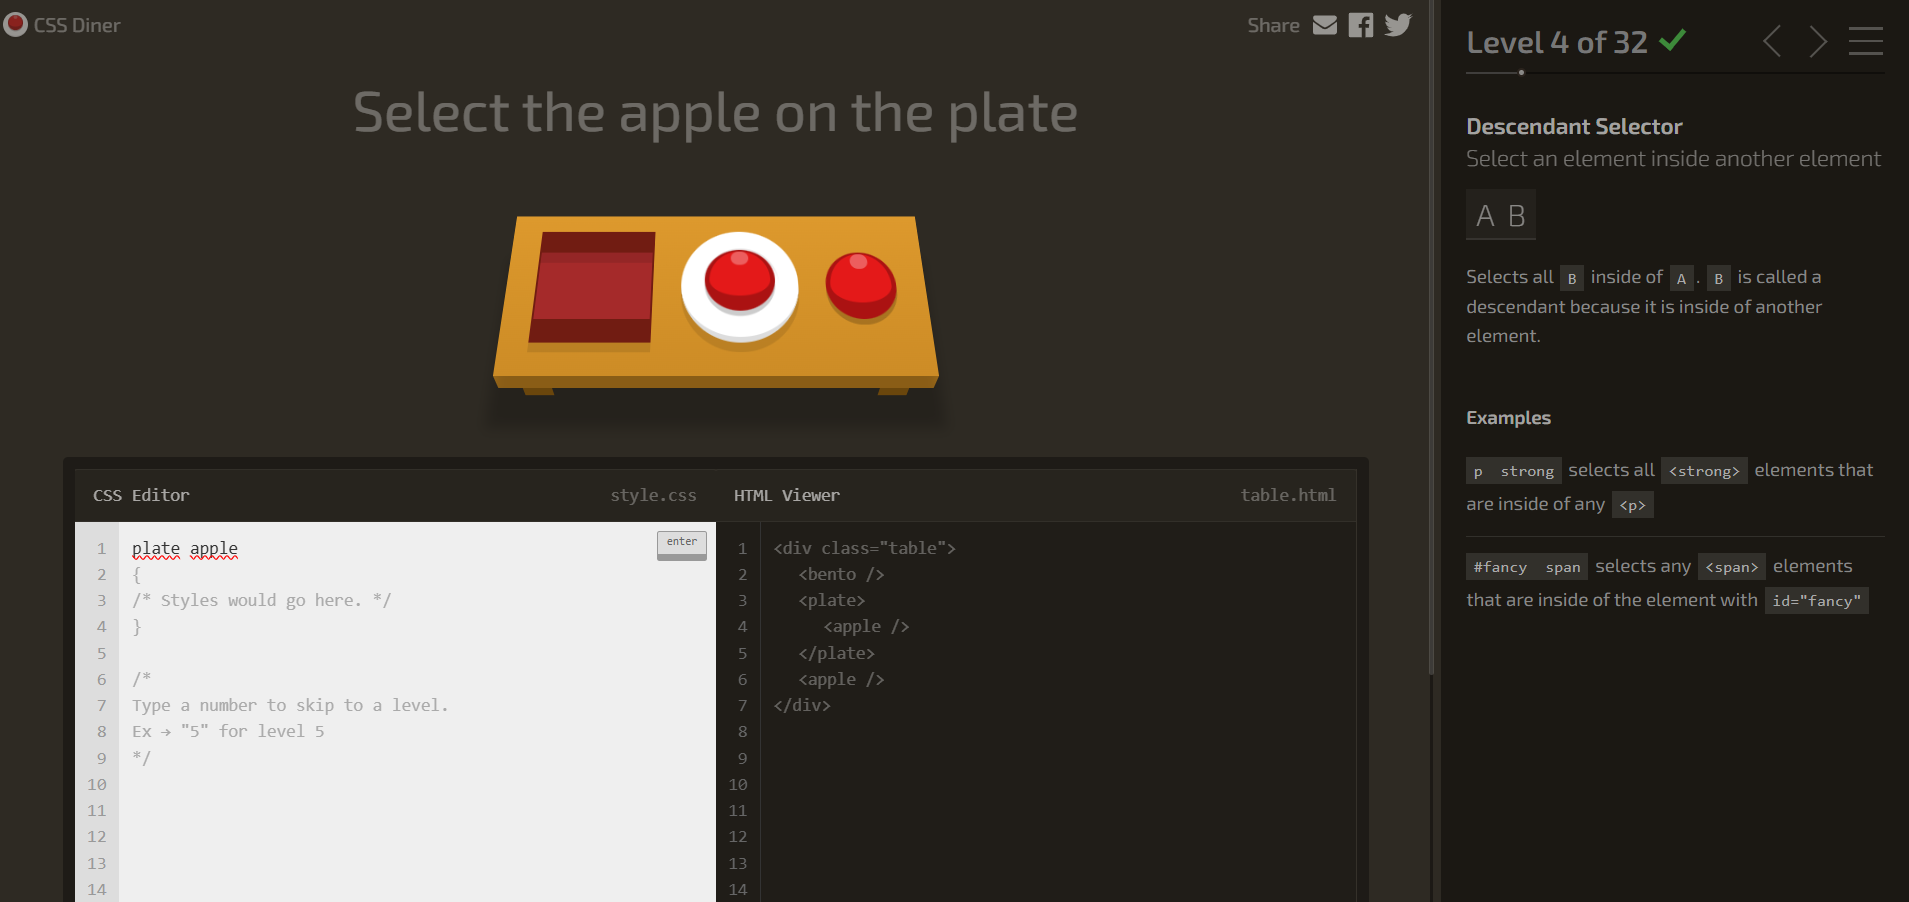 CSS Diner
Share
Select the apple on the plate
CSS Editor style.css
1 plate apple
enter
2 {
3 /* Styles would go here. */
4 }
5
6 /*
7 Type a number to skip to a level.
8 Ex → "5" for level 5
9 */
10
11
12
13
14
HTML Viewer table.html
1 <div class="table">
2 <bento />
3 <plate>
4 <apple />
5 </plate>
6 <apple />
7 </div>
8
9
10
11
12
13
14
Level 4 of 32
Descendant Selector
Select an element inside another element
A B
Selects all B inside of A. B is called a
descendant because it is inside of another
element.
Examples
p strong selects all <strong> elements that
are inside of any <p>
#fancy span selects any <span> elements
that are inside of the element with id="fancy"